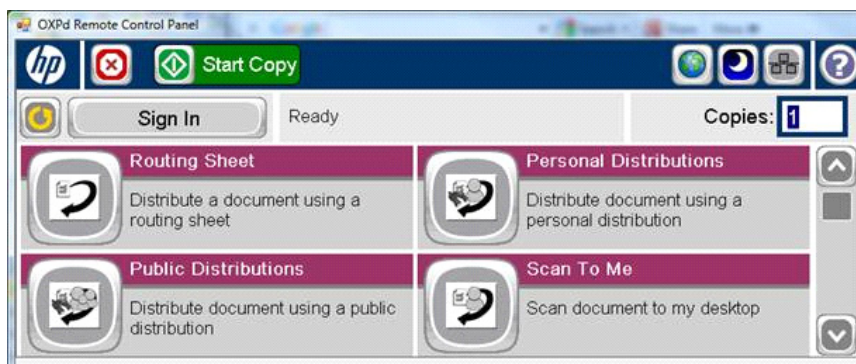 OXPd Remote Control Panel
hp
Start Copy
?
Sign In
Ready
Copies: 1
Routing Sheet
Distribute a document using a
routing sheet
Personal Distributions
Distribute document using a
personal distribution
Public Distributions
Distribute document using a public
distribution
Scan To Me
Scan document to my desktop